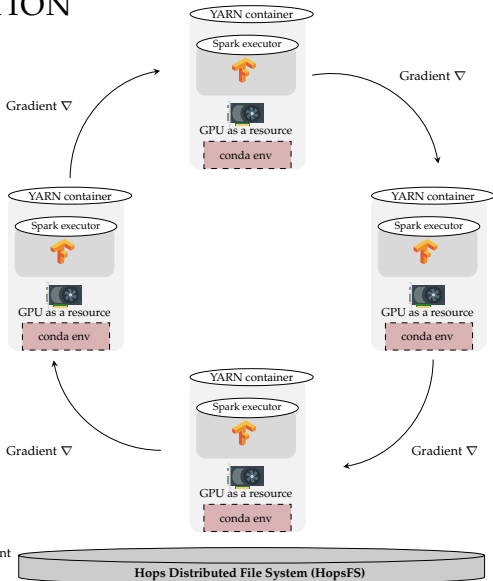 YARN container
Spark executor
GPU as a resource
conda env
Gradient ∇
Gradient ∇
YARN container
Spark executor
GPU as a resource
conda env
YARN container
Spark executor
GPU as a resource
conda env
Gradient ∇
Gradient ∇
YARN container
Spark executor
GPU as a resource
conda env
Hops Distributed File System (HopsFS)